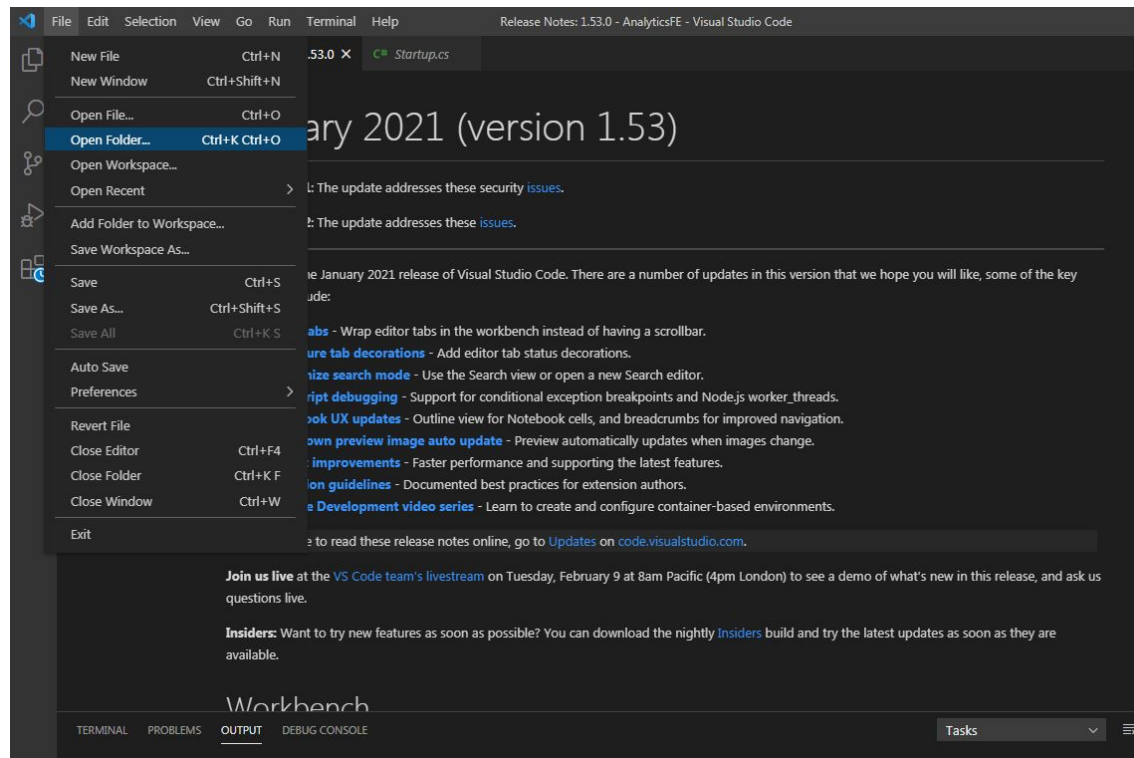 File Edit Selection View Go Run Terminal Help Release Notes: 1.53.0 - AnalyticsFE - Visual Studio Code
New File Ctrl+N
New Window Ctrl+Shift+N
Open File... Ctrl+O
Open Folder... Ctrl+K Ctrl+O
Open Workspace...
Open Recent
Add Folder to Workspace...
Save Workspace As...
Save Ctrl+S
Save As... Ctrl+Shift+S
Save All Ctrl+K S
Auto Save
Preferences
Revert File
Close Editor Ctrl+F4
Close Folder Ctrl+K F
Close Window Ctrl+W
Exit
.53.0 C# Startup.cs
ary 2021 (version 1.53)
1: The update addresses these security issues.
2: The update addresses these issues.
ne January 2021 release of Visual Studio Code. There are a number of updates in this version that we hope you will like, some of the key
ude:
abs - Wrap editor tabs in the workbench instead of having a scrollbar.
ure tab decorations - Add editor tab status decorations.
nize search mode - Use the Search view or open a new Search editor.
ript debugging - Support for conditional exception breakpoints and Node.js worker_threads.
ook UX updates - Outline view for Notebook cells, and breadcrumbs for improved navigation.
own preview image auto update - Preview automatically updates when images change.
improvements - Faster performance and supporting the latest features.
ion guidelines - Documented best practices for extension authors.
e Development video series - Learn to create and configure container-based environments.
e to read these release notes online, go to Updates on code.visualstudio.com.
Join us live at the VS Code team's livestream on Tuesday, February 9 at 8am Pacific (4pm London) to see a demo of what's new in this release, and ask us
questions live.
Insiders: Want to try new features as soon as possible? You can download the nightly Insiders build and try the latest updates as soon as they are
available.
Workbench
TERMINAL PROBLEMS OUTPUT DEBUG CONSOLE Tasks